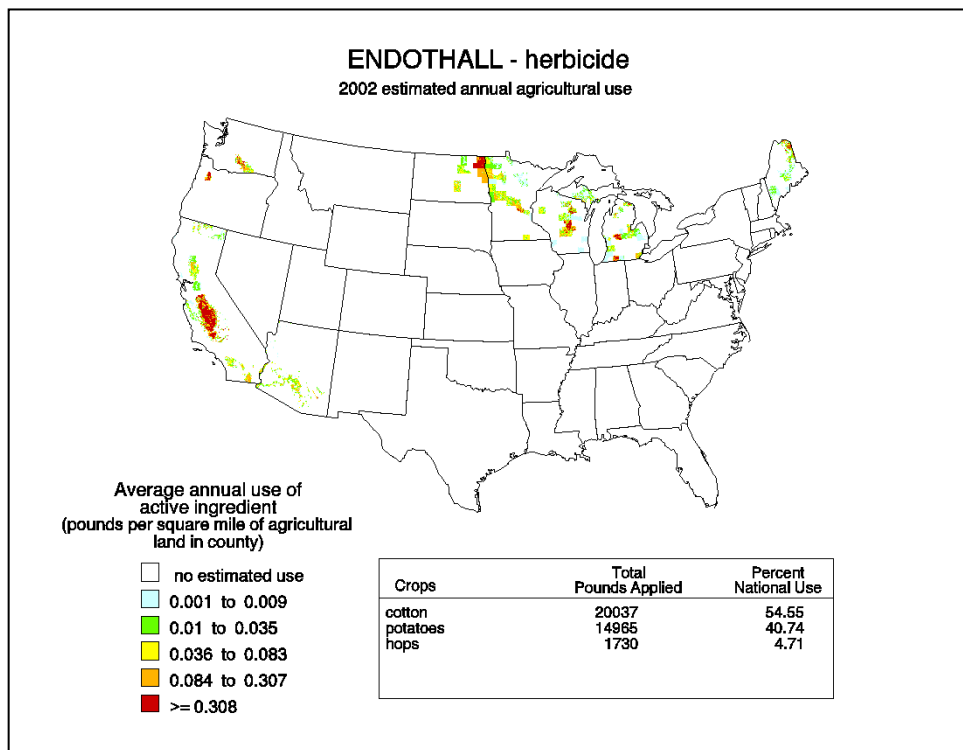 ENDOTHALL - herbicide
2002 estimated annual agricultural use
Average annual use of
active ingredient
(pounds per square mile of agricultural
land in county)
no estimated use
0.001 to 0.009
0.01 to 0.035
0.036 to 0.083
0.084 to 0.307
>= 0.308
Crops Total Pounds Applied Percent National Use
cotton 20037 54.55
potatoes 14965 40.74
hops 1730 4.71